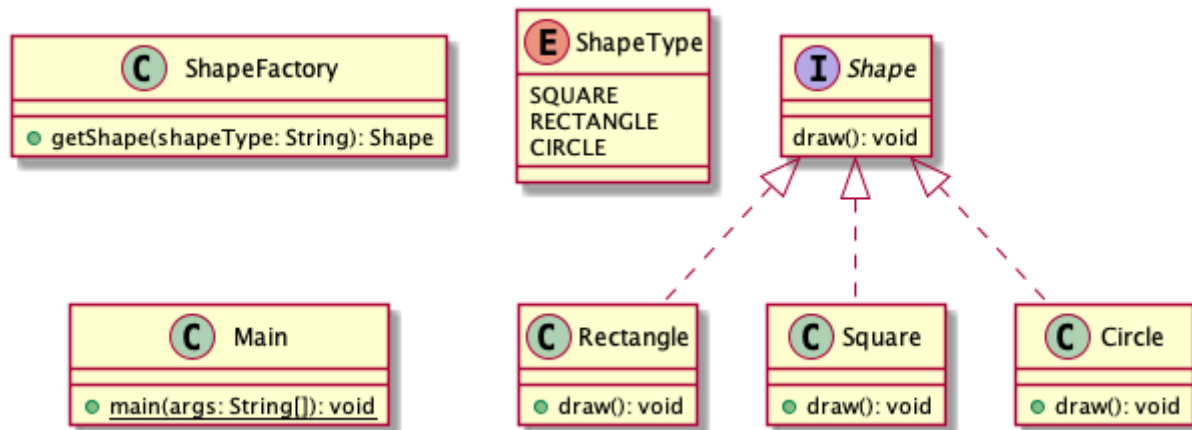 C ShapeFactory
+ getShape(shapeType: String): Shape
E ShapeType
SQUARE
RECTANGLE
CIRCLE
I Shape
draw(): void
C Main
main(args: String[]): void
C Rectangle
draw(): void
C Square
draw(): void
C Circle
draw(): void